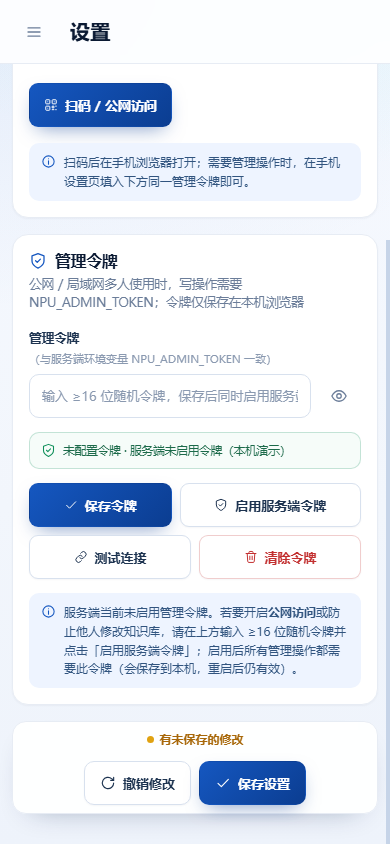 设置
扫码 / 公网访问
扫码后在手机浏览器打开；需要管理操作时，在手机
设置页填入下方同一管理令牌即可。
管理令牌
公网 / 局域网多人使用时，写操作需要
NPU_ADMIN_TOKEN；令牌仅保存在本机浏览器
管理令牌
（与服务端环境变量 NPU_ADMIN_TOKEN 一致）
输入 ≥16 位随机令牌，保存后同时启用服务端
未配置令牌 · 服务端未启用令牌（本机演示）
保存令牌
启用服务端令牌
测试连接
清除令牌
服务端当前未启用管理令牌。若要开启公网访问或防
止他人修改知识库，请在上方输入 ≥16 位随机令牌并
点击「启用服务端令牌」；启用后所有管理操作都需
要此令牌（会保存到本机，重启后仍有效）。
有未保存的修改
撤销修改
保存设置